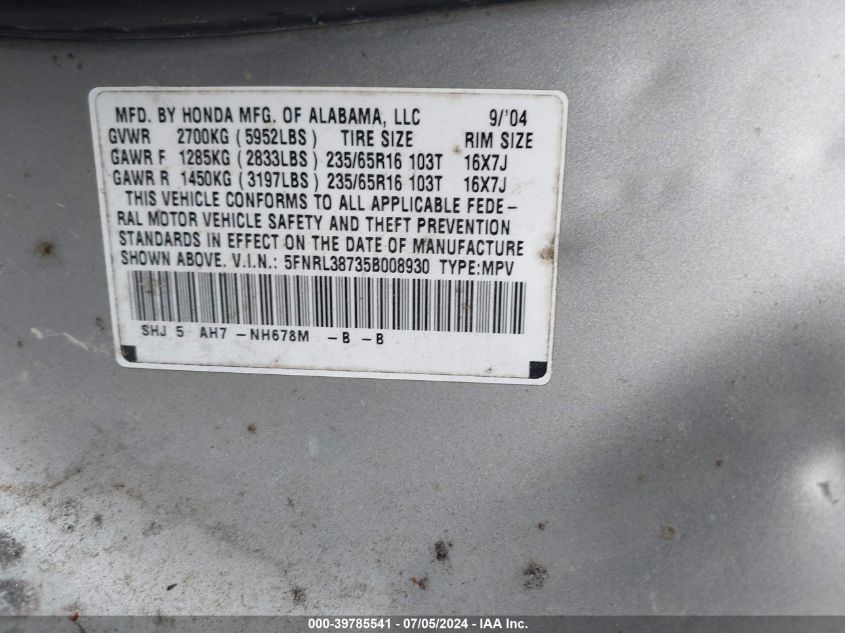 MFD. BY HONDA MFG. OF ALABAMA, LLC 9/'04
GVWR 2700KG (5952LBS) TIRE SIZE RIM SIZE
GAWR F 1285KG (2833LBS) 235/65R16 103T 16X7J
GAWR R 1450KG (3197LBS) 235/65R16 103T 16X7J
THIS VEHICLE CONFORMS TO ALL APPLICABLE FEDE-
RAL MOTOR VEHICLE SAFETY AND THEFT PREVENTION
STANDARDS IN EFFECT ON THE DATE OF MANUFACTURE
SHOWN ABOVE. V.I.N.: 5FNRL38735B008930 TYPE:MPV
SHJ 5 AH7 -NH678M -B -B
000-39785541 - 07/05/2024 - IAA Inc.